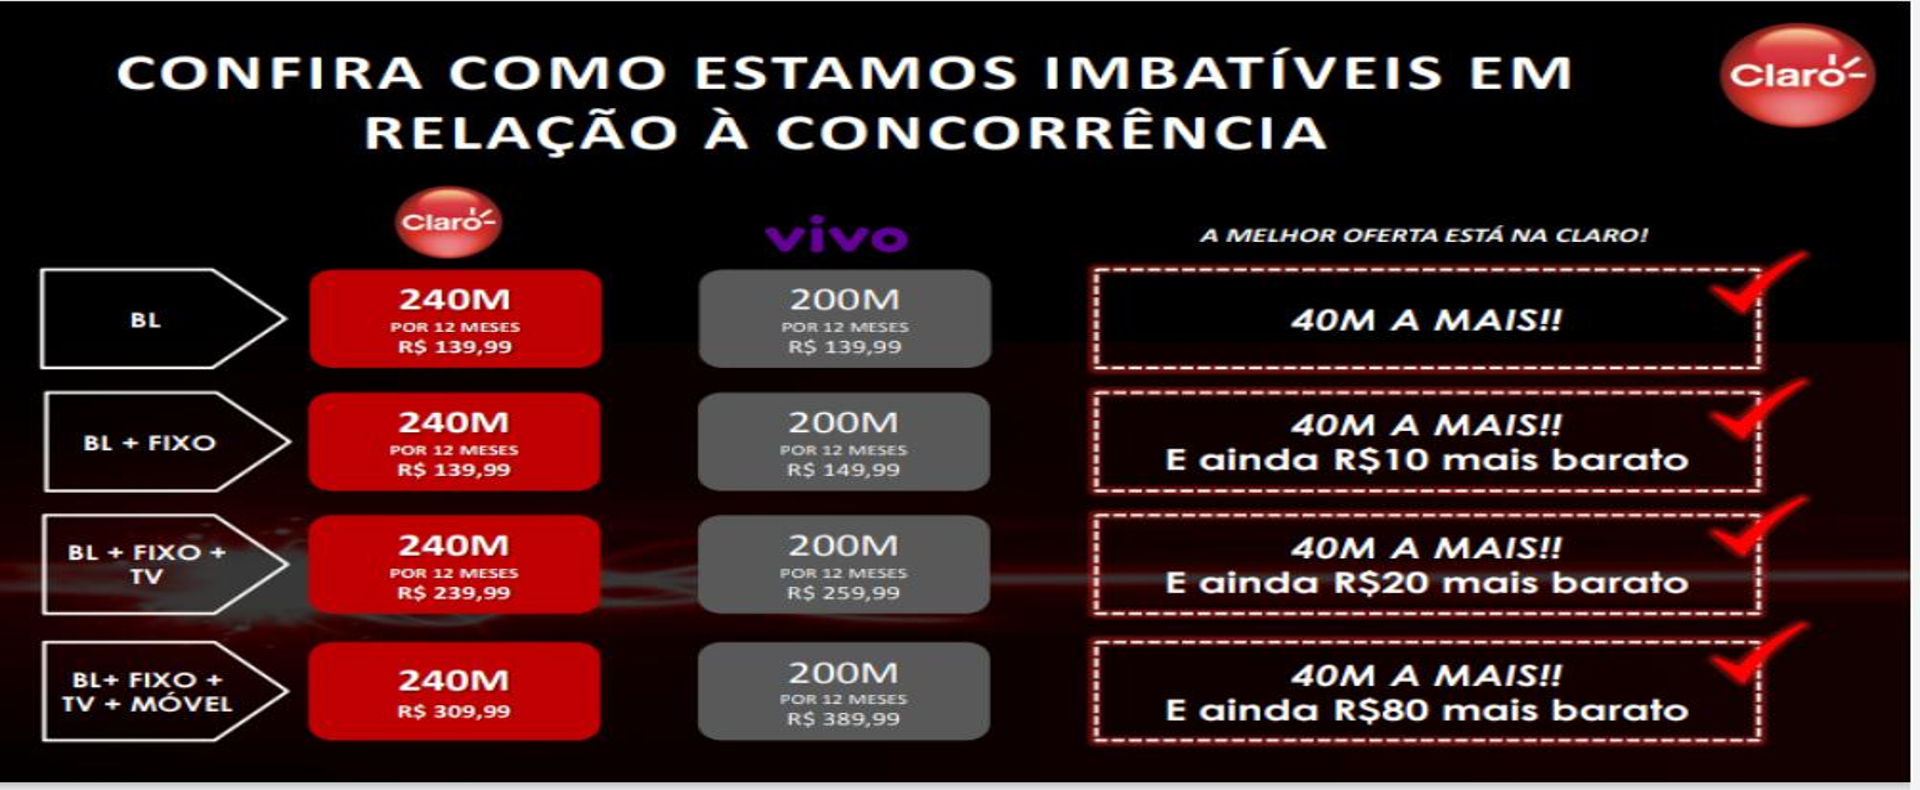 CONFIRA COMO ESTAMOS IMBATÍVEIS EM
RELAÇÃO À CONCORRÊNCIA
Claro
Claro
vivo
A MELHOR OFERTA ESTÁ NA CLARO!
BL
240M
POR 12 MESES
R$ 139,99
200M
POR 12 MESES
R$ 139,99
40M A MAIS!!
BL + FIXO
240M
POR 12 MESES
R$ 139,99
200M
POR 12 MESES
R$ 149,99
40M A MAIS!!
E ainda R$10 mais barato
BL + FIXO +
TV
240M
POR 12 MESES
R$ 239,99
200M
POR 12 MESES
R$ 259,99
40M A MAIS!!
E ainda R$20 mais barato
BL+ FIXO +
TV + MÓVEL
240M
R$ 309,99
200M
POR 12 MESES
R$ 389,99
40M A MAIS!!
E ainda R$80 mais barato